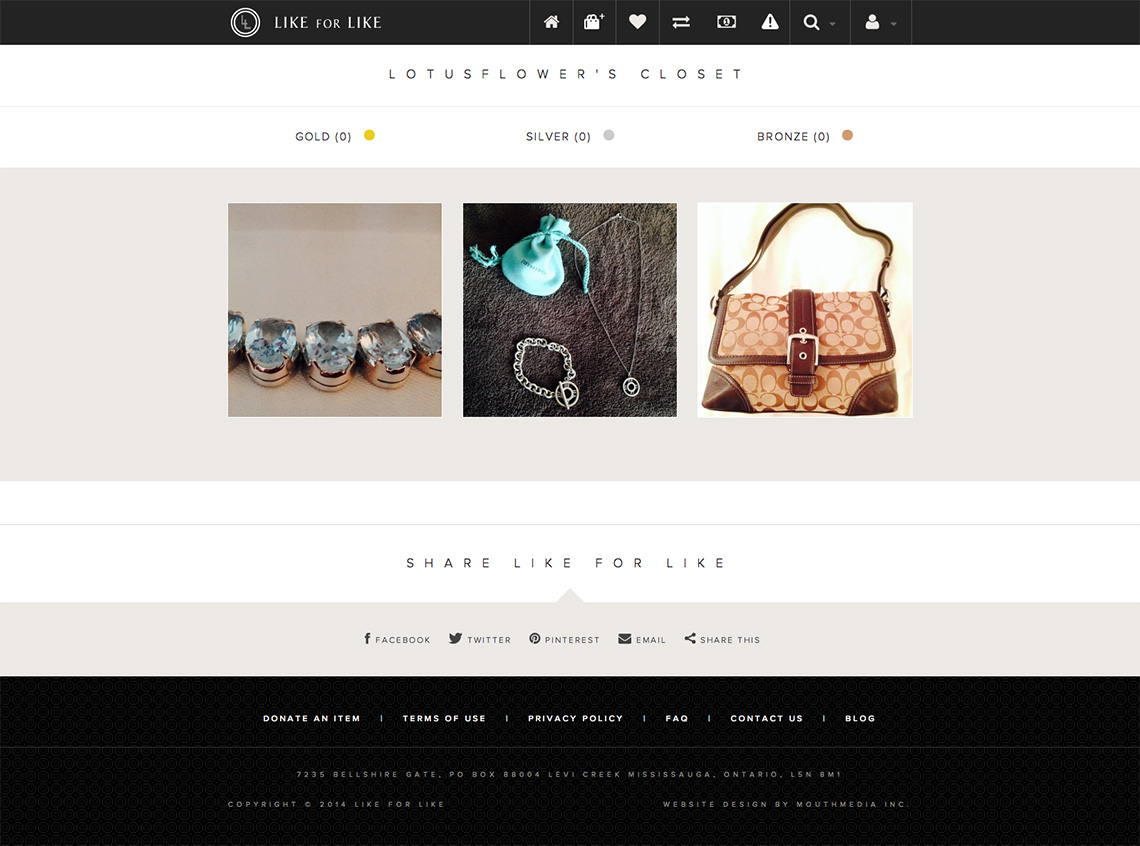 LL LIKE FOR LIKE
LOTUSFLOWER'S CLOSET
GOLD (0) SILVER (0) BRONZE (0)
SHARE LIKE FOR LIKE
FACEBOOK TWITTER PINTEREST EMAIL SHARE THIS
DONATE AN ITEM | TERMS OF USE | PRIVACY POLICY | FAQ | CONTACT US | BLOG
7235 BELLSHIRE GATE, PO BOX 88004 LEVI CREEK MISSISSAUGA, ONTARIO, L5N 8M1
COPYRIGHT © 2014 LIKE FOR LIKE WEBSITE DESIGN BY MOUTHMEDIA INC.